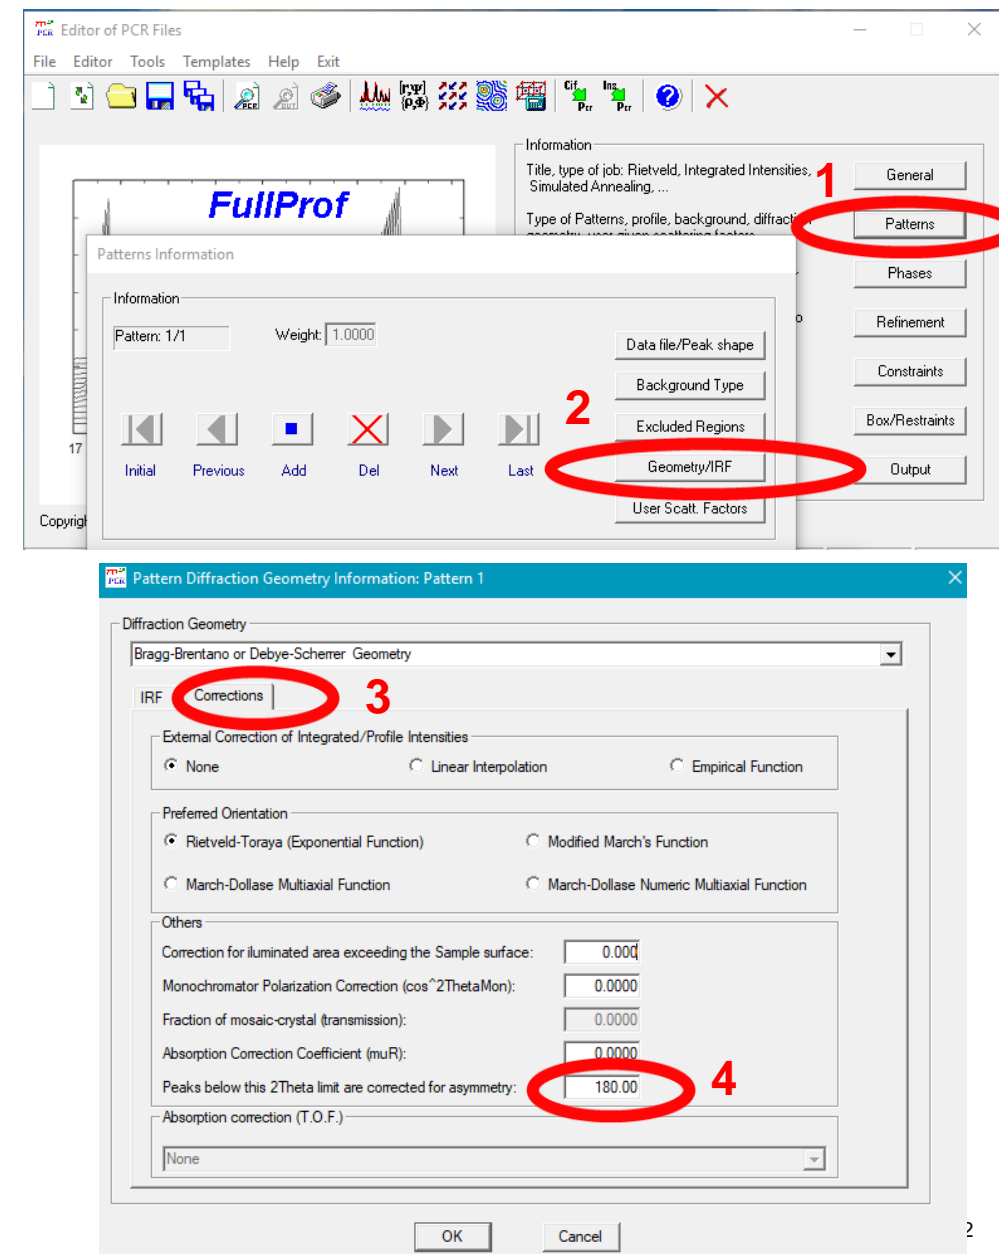 Editor of PCR Files
File Editor Tools Templates Help Exit
PCR OUT [r,Ψ] (ρ,Φ) Cif Pcr Ins Pcr ?
Information
Title, type of job: Rietveld, Integrated Intensities,
Simulated Annealing, ...
1
General
FullProf
Type of Patterns, profile, background,
Patterns
Patterns Information
Phases
Information
Pattern: 1/1
Weight: 1.0000
Refinement
Data file/Peak shape
Constraints
Background Type
2
Excluded Regions
Box/Restraints
17
Initial Previous Add Del Next Last
Geometry/IRF
Output
User Scatt. Factors
Pattern Diffraction Geometry Information: Pattern 1
Diffraction Geometry
Bragg-Brentano or Debye-Scherrer Geometry
IRF Corrections 3
External Correction of Integrated/Profile Intensities
None Linear Interpolation Empirical Function
Preferred Orientation
Rietveld-Toraya (Exponential Function) Modified March's Function
March-Dollase Multiaxial Function March-Dollase Numeric Multiaxial Function
Others
Correction for iluminated area exceeding the Sample surface: 0.000
Monochromator Polarization Correction (cos^2ThetaMon): 0.0000
Fraction of mosaic-crystal (transmission): 0.0000
Absorption Correction Coefficient (muR): 0.0000
Peaks below this 2Theta limit are corrected for asymmetry: 180.00 4
Absorption correction (T.O.F.)
None
OK Cancel
2